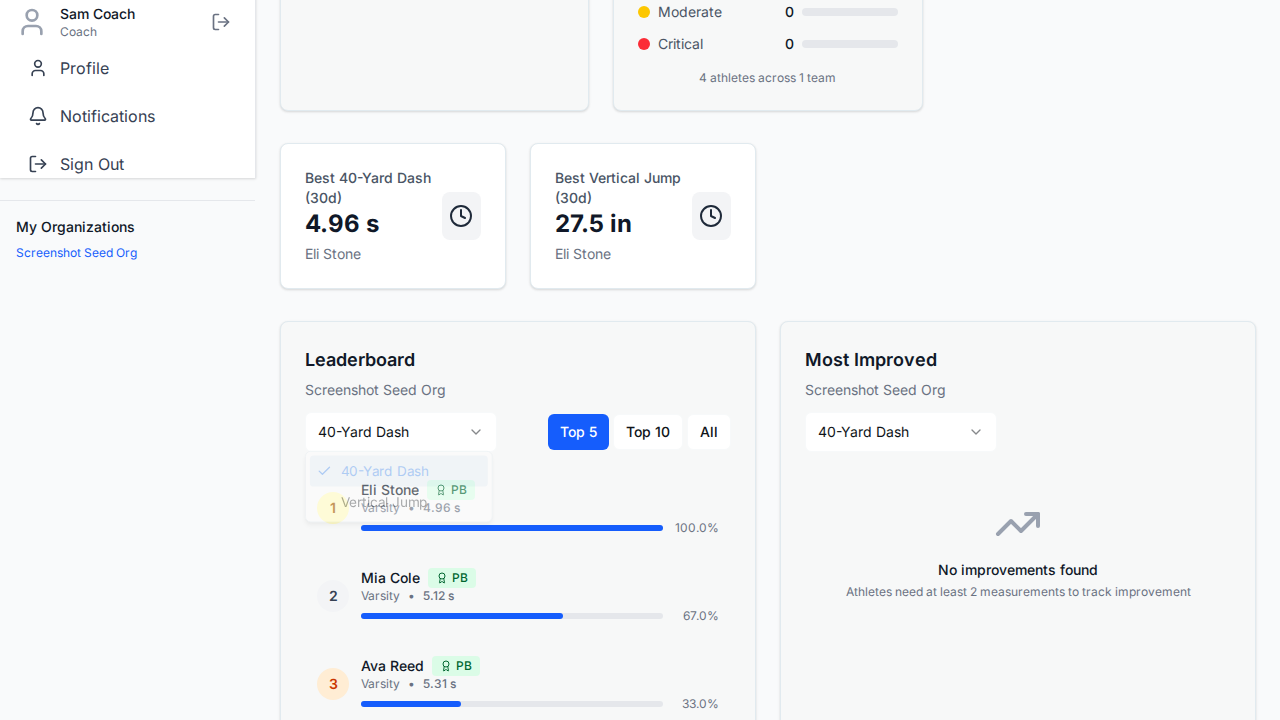 Sam Coach
Coach
Profile
Notifications
Sign Out
My Organizations
Screenshot Seed Org
Moderate 0
Critical 0
4 athletes across 1 team
Best 40-Yard Dash
(30d)
4.96 s
Eli Stone
Best Vertical Jump
(30d)
27.5 in
Eli Stone
Leaderboard
Screenshot Seed Org
40-Yard Dash
Top 5 Top 10 All
40-Yard Dash
Vertical Jump
1 Eli Stone PB
Varsity • 4.96 s
100.0%
2 Mia Cole PB
Varsity • 5.12 s
67.0%
3 Ava Reed PB
Varsity • 5.31 s
33.0%
Most Improved
Screenshot Seed Org
40-Yard Dash
No improvements found
Athletes need at least 2 measurements to track improvement